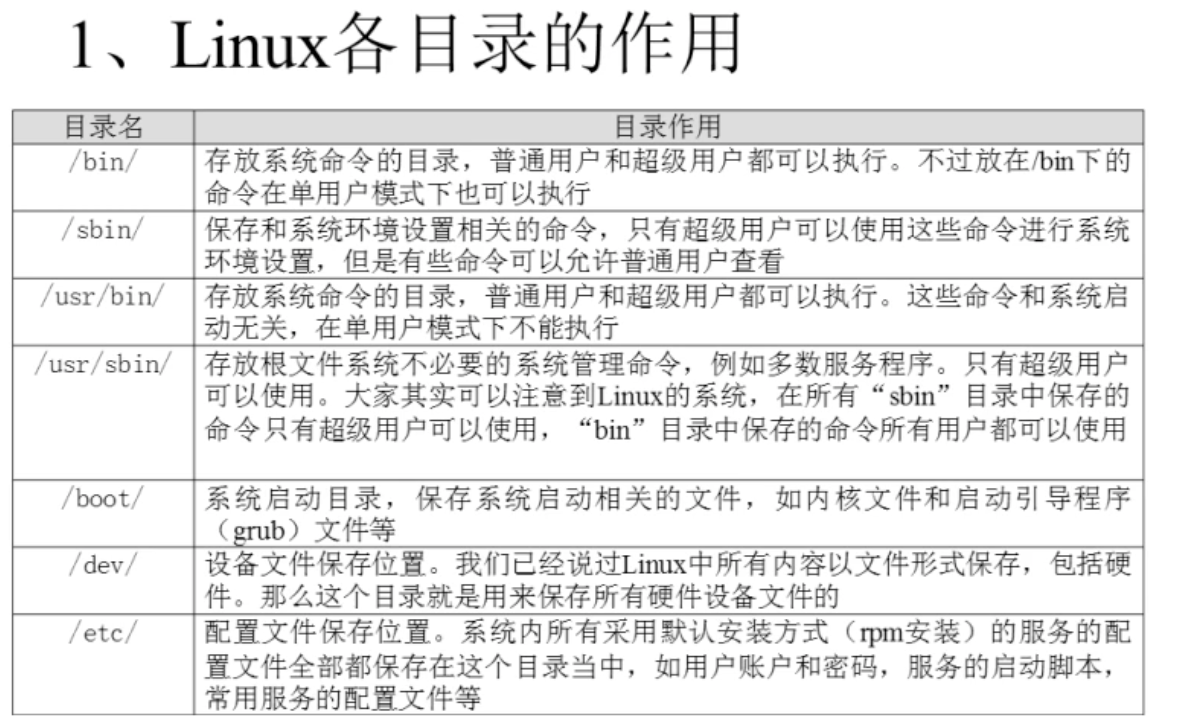 1、Linux各目录的作用
目录名 目录作用
/bin/ 存放系统命令的目录，普通用户和超级用户都可以执行。不过放在/bin下的
命令在单用户模式下也可以执行
/sbin/ 保存和系统环境设置相关的命令，只有超级用户可以使用这些命令进行系统
环境设置，但是有些命令可以允许普通用户查看
/usr/bin/ 存放系统命令的目录，普通用户和超级用户都可以执行。这些命令和系统启
动无关，在单用户模式下不能执行
/usr/sbin/ 存放根文件系统不必要的系统管理命令，例如多数服务程序。只有超级用户
可以使用。大家其实可以注意到Linux的系统，在所有“sbin”目录中保存的
命令只有超级用户可以使用，“bin”目录中保存的命令所有用户都可以使用
/boot/ 系统启动目录，保存系统启动相关的文件，如内核文件和启动引导程序
（grub）文件等
/dev/ 设备文件保存位置。我们已经说过Linux中所有内容以文件形式保存，包括硬
件。那么这个目录就是用来保存所有硬件设备文件的
/etc/ 配置文件保存位置。系统内所有采用默认安装方式（rpm安装）的服务的配
置文件全部都保存在这个目录当中，如用户账户和密码，服务的启动脚本，
常用服务的配置文件等